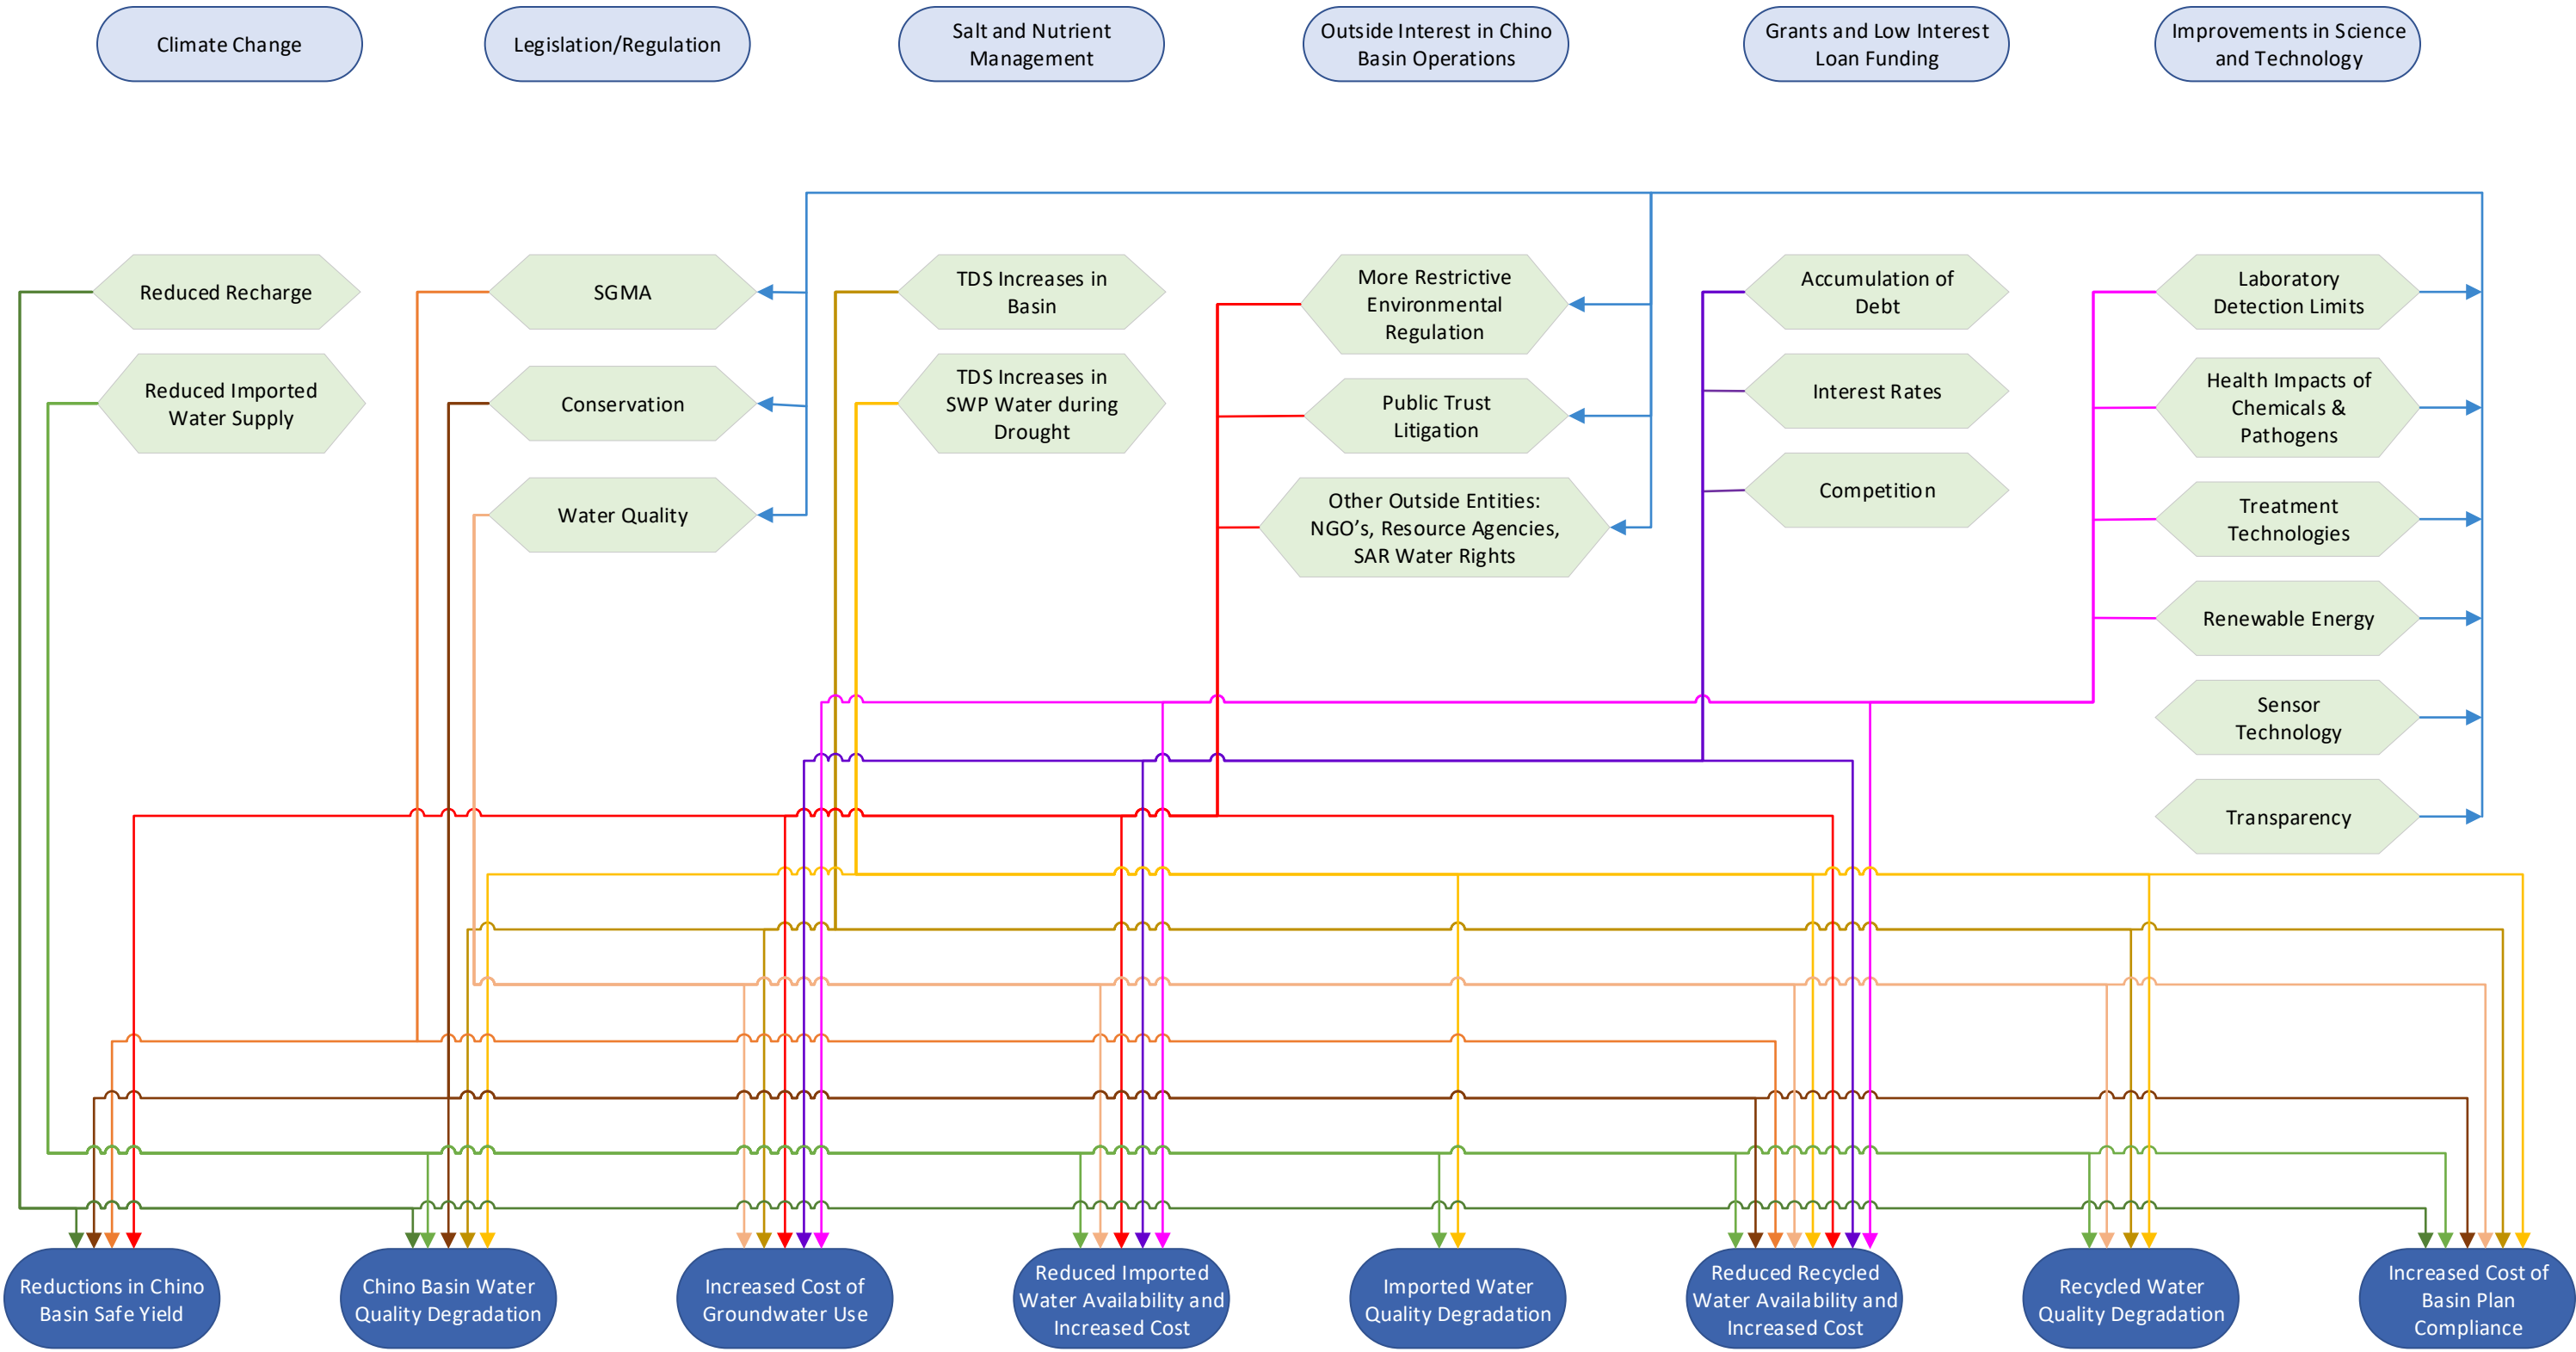 Climate Change
Legislation/Regulation
Salt and Nutrient
Management
Outside Interest in Chino
Basin Operations
Grants and Low Interest
Loan Funding
Improvements in Science
and Technology
Reduced Recharge
Reduced Imported
Water Supply
SGMA
Conservation
Water Quality
TDS Increases in
Basin
TDS Increases in
SWP Water during
Drought
More Restrictive
Environmental
Regulation
Public Trust
Litigation
Other Outside Entities:
NGO's, Resource Agencies,
SAR Water Rights
Accumulation of
Debt
Interest Rates
Competition
Laboratory
Detection Limits
Health Impacts of
Chemicals &
Pathogens
Treatment
Technologies
Renewable Energy
Sensor
Technology
Transparency
Reductions in Chino
Basin Safe Yield
Chino Basin Water
Quality Degradation
Increased Cost of
Groundwater Use
Reduced Imported
Water Availability and
Increased Cost
Imported Water
Quality Degradation
Reduced Recycled
Water Availability and
Increased Cost
Recycled Water
Quality Degradation
Increased Cost of
Basin Plan
Compliance